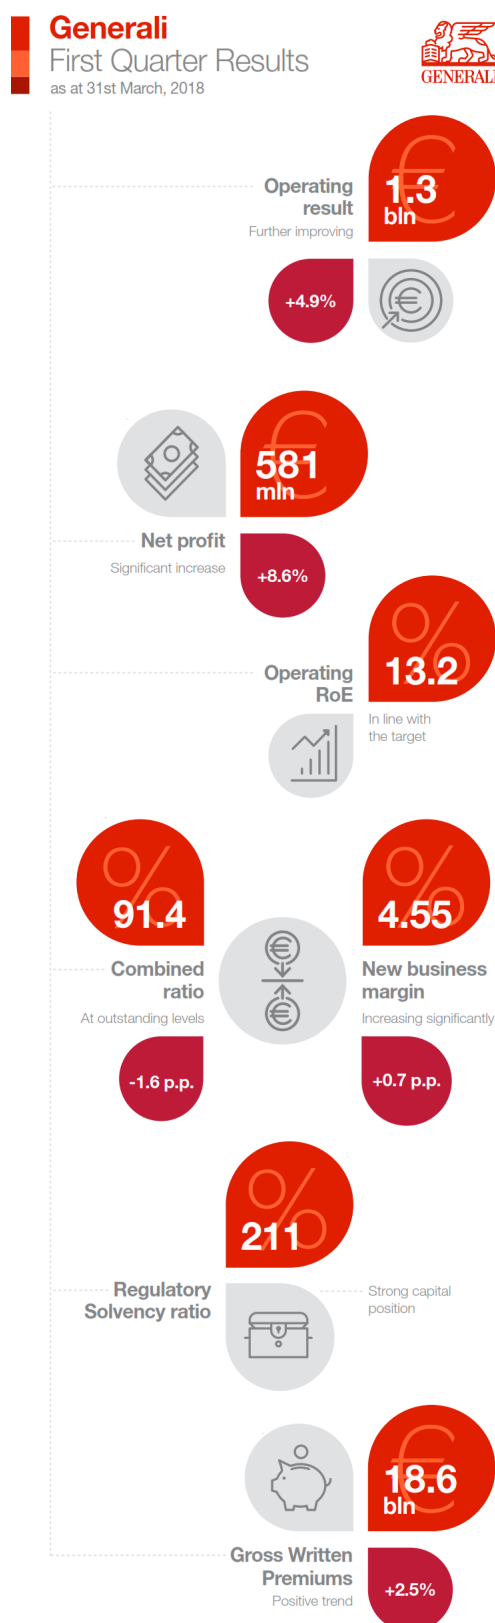 Generali
First Quarter Results
as at 31st March, 2018
GENERALI
Operating
result
Further improving
€
1.3
bln
+4.9%
€
581
mln
Net profit
Significant increase
+8.6%
Operating
RoE
%
13.2
In line with
the target
%
91.4
Combined
ratio
At outstanding levels
-1.6 p.p.
€
€
%
4.55
New business
margin
Increasing significantly
+0.7 p.p.
%
211
Regulatory
Solvency ratio
Strong capital
position
€
18.6
bln
Gross Written
Premiums
Positive trend
+2.5%